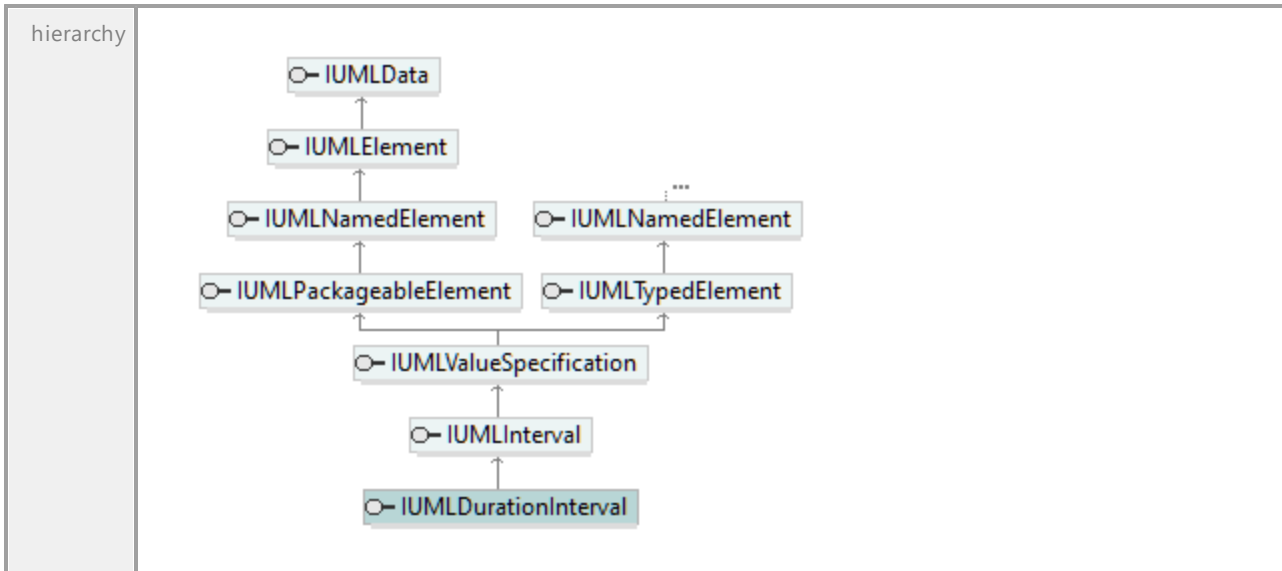 hierarchy
IUMLData
IUMLElement
...
IUMLNamedElement IUMLNamedElement
IUMLPackageableElement IUMLTypedElement
IUMLValueSpecification
IUMLInterval
IUMLDurationInterval